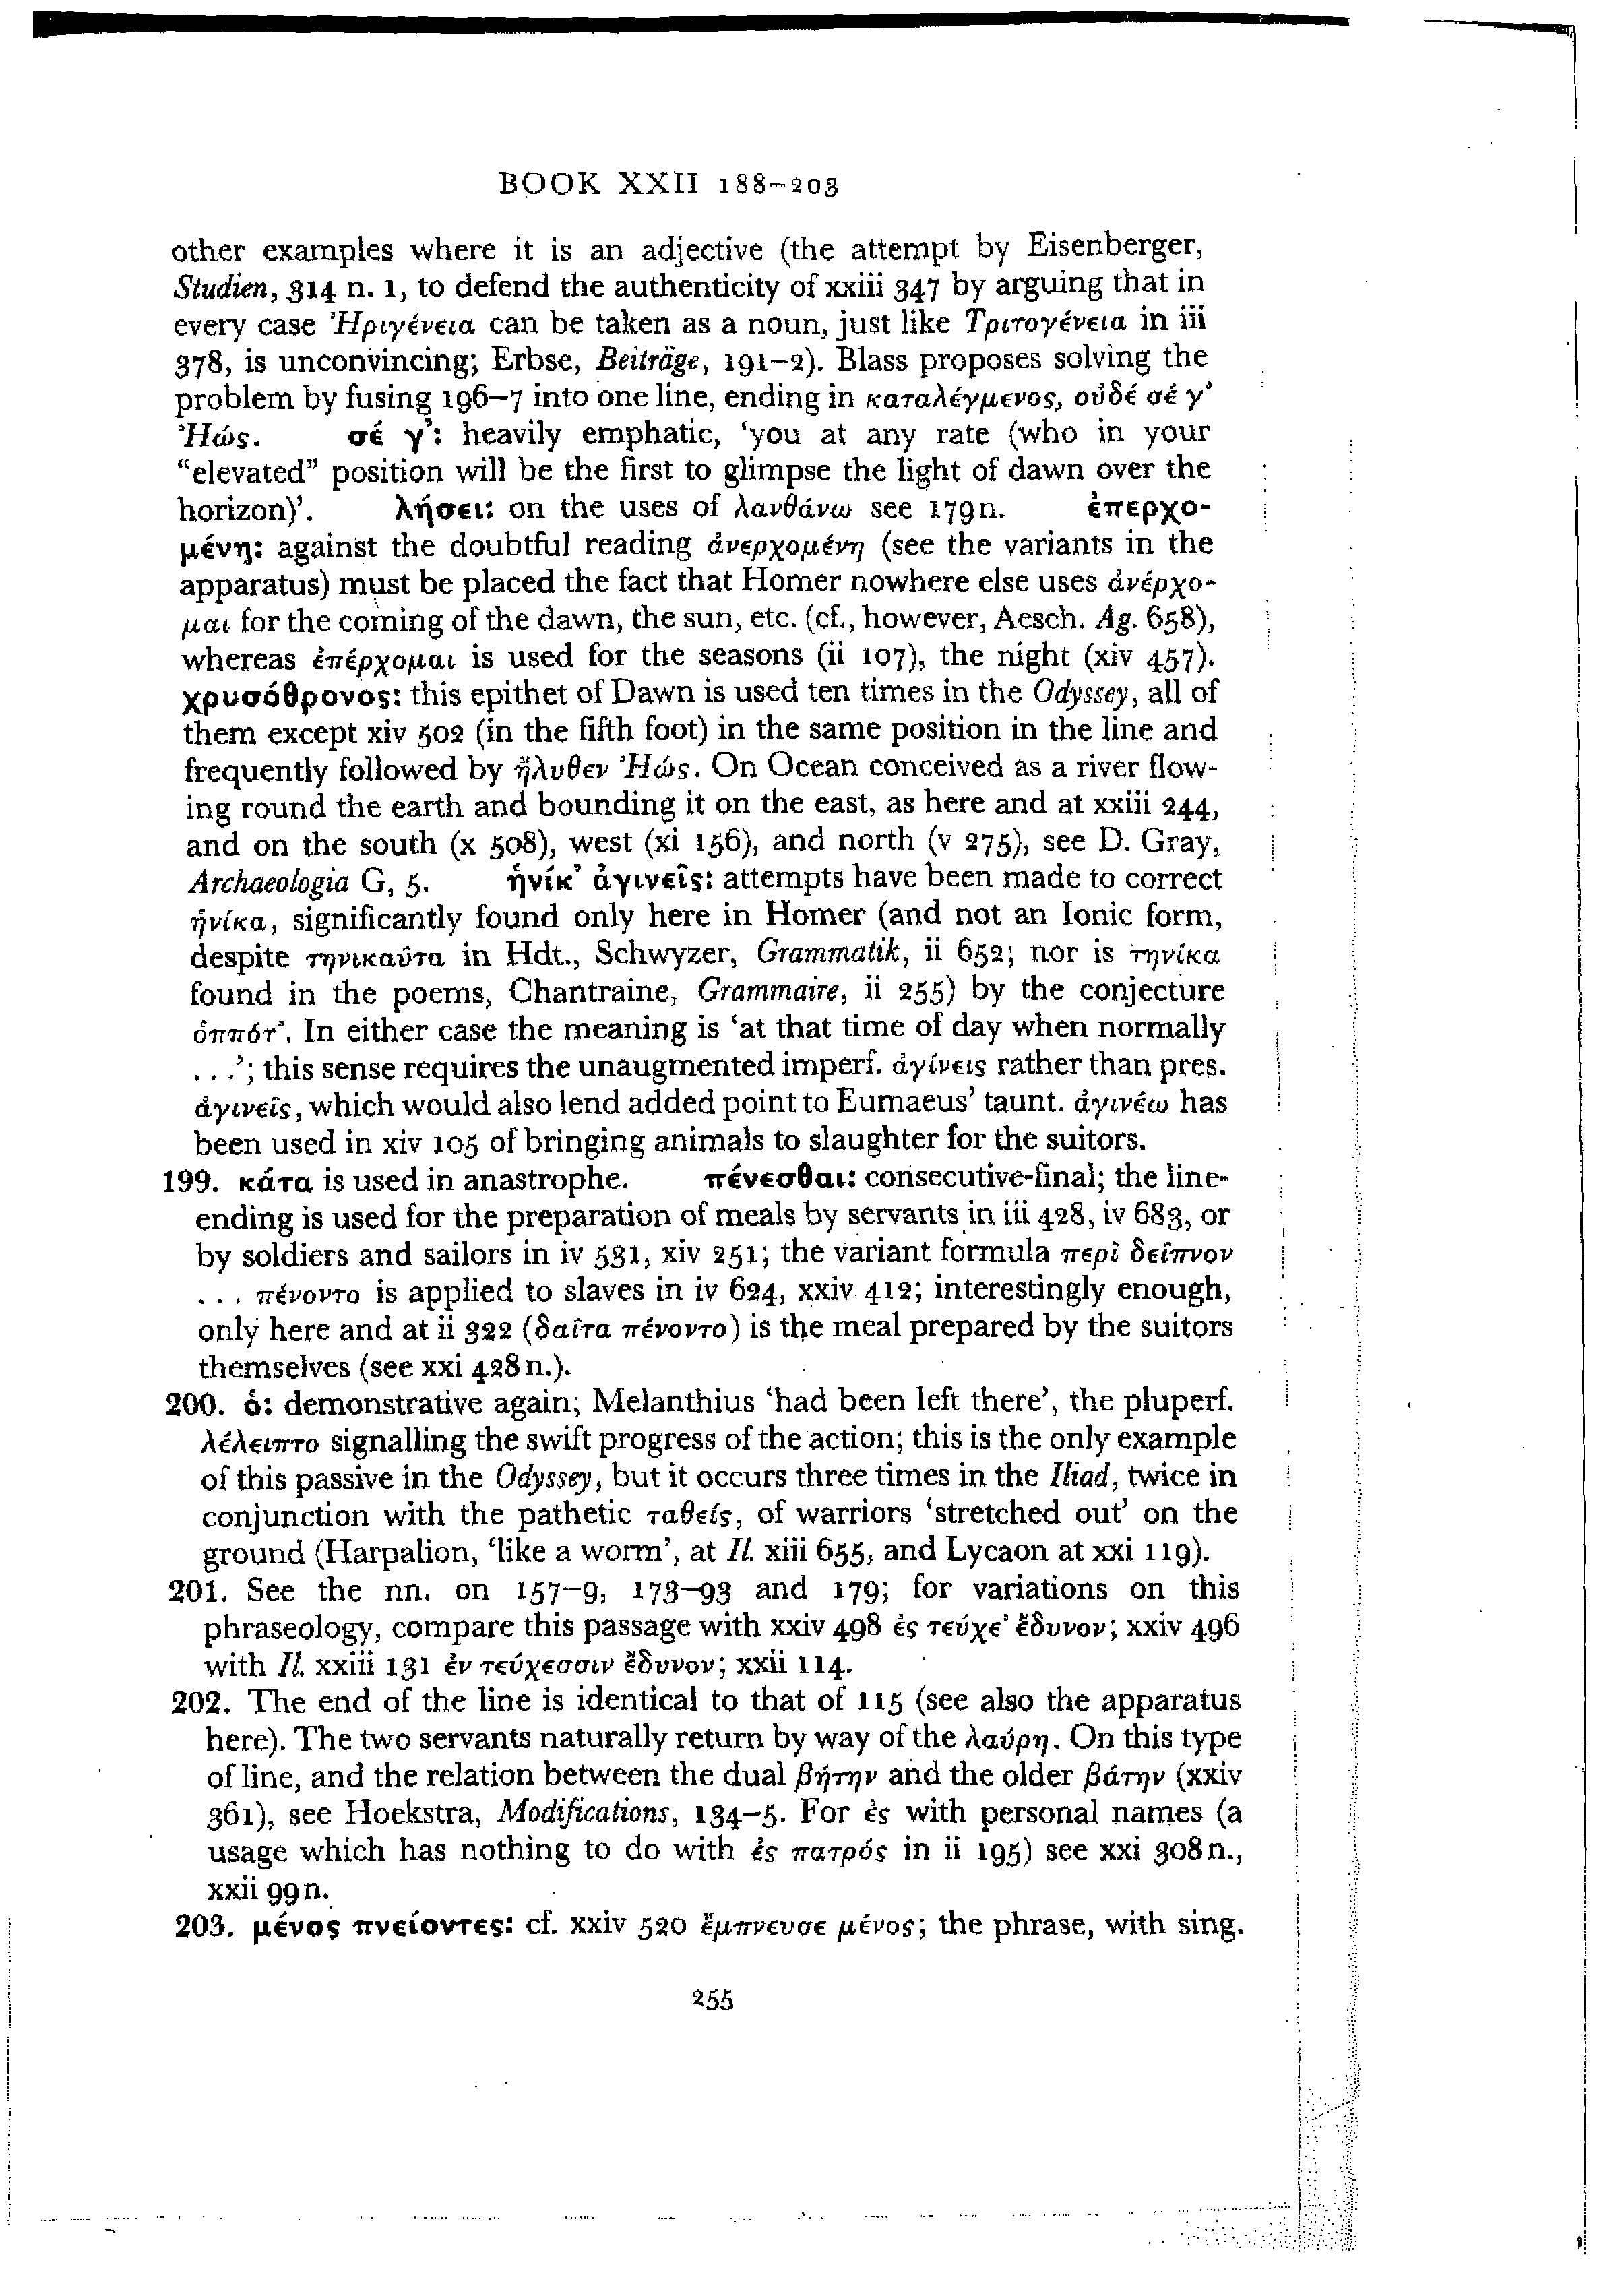 BOOK XXII 188–203
other examples where it is an adjective (the attempt by Eisenberger,
Studien, 314 n. 1, to defend the authenticity of xxiii 347 by arguing that in
every case Ἠριγένεια can be taken as a noun, just like Τριτογένεια in iii
378, is unconvincing; Erbse, Beiträge, 191–2). Blass proposes solving the
problem by fusing 196–7 into one line, ending in καταλέγμενος, οὐδέ σέ γ’
Ἠώς. σέ γ’: heavily emphatic, ‘you at any rate (who in your
“elevated” position will be the first to glimpse the light of dawn over the
horizon)’. λήσει: on the uses of λανθάνω see 179n. ἐπερχο-
μένη: against the doubtful reading ἀνερχομένη (see the variants in the
apparatus) must be placed the fact that Homer nowhere else uses ἀνέρχο-
μαι for the coming of the dawn, the sun, etc. (cf., however, Aesch. Ag. 658),
whereas ἐπέρχομαι is used for the seasons (ii 107), the night (xiv 457).
χρυσόθρονος: this epithet of Dawn is used ten times in the Odyssey, all of
them except xiv 502 (in the fifth foot) in the same position in the line and
frequently followed by ἤλυθεν Ἠώς. On Ocean conceived as a river flow-
ing round the earth and bounding it on the east, as here and at xxiii 244,
and on the south (x 508), west (xi 156), and north (v 275), see D. Gray,
Archaeologia G, 5. ἡνίκ’ ἀγινεῖς: attempts have been made to correct
ἡνίκα, significantly found only here in Homer (and not an Ionic form,
despite τηνικαῦτα in Hdt., Schwyzer, Grammatik, ii 652; nor is τηνίκα
found in the poems, Chantraine, Grammaire, ii 255) by the conjecture
ὁππότ’. In either case the meaning is ‘at that time of day when normally
. . .’; this sense requires the unaugmented imperf. ἀγίνεις rather than pres.
ἀγινεῖς, which would also lend added point to Eumaeus’ taunt. ἀγινέω has
been used in xiv 105 of bringing animals to slaughter for the suitors.
199. κάτα is used in anastrophe. πένεσθαι: consecutive-final; the line-
ending is used for the preparation of meals by servants in iii 428, iv 683, or
by soldiers and sailors in iv 531, xiv 251; the variant formula περὶ δεῖπνον
. . . πένοντο is applied to slaves in iv 624, xxiv 412; interestingly enough,
only here and at ii 322 (δαῖτα πένοντο) is the meal prepared by the suitors
themselves (see xxi 428n.).
200. ὁ: demonstrative again; Melanthius ‘had been left there’, the pluperf.
λέλειπτο signalling the swift progress of the action; this is the only example
of this passive in the Odyssey, but it occurs three times in the Iliad, twice in
conjunction with the pathetic ταθείς, of warriors ‘stretched out’ on the
ground (Harpalion, ‘like a worm’, at Il. xiii 655, and Lycaon at xxi 119).
201. See the nn. on 157–9, 173–93 and 179; for variations on this
phraseology, compare this passage with xxiv 498 ἐς τεύχε’ ἔδυνον; xxiv 496
with Il. xxiii 131 ἐν τεύχεσσιν ἔδυνον; xxii 114.
202. The end of the line is identical to that of 115 (see also the apparatus
here). The two servants naturally return by way of the λαύρη. On this type
of line, and the relation between the dual βήτην and the older βάτην (xxiv
361), see Hoekstra, Modifications, 134–5. For ἐς with personal names (a
usage which has nothing to do with ἐς πατρός in ii 195) see xxi 308n.,
xxii 99n.
203. μένος πνείοντες: cf. xxiv 520 ἔμπνευσε μένος; the phrase, with sing.
255